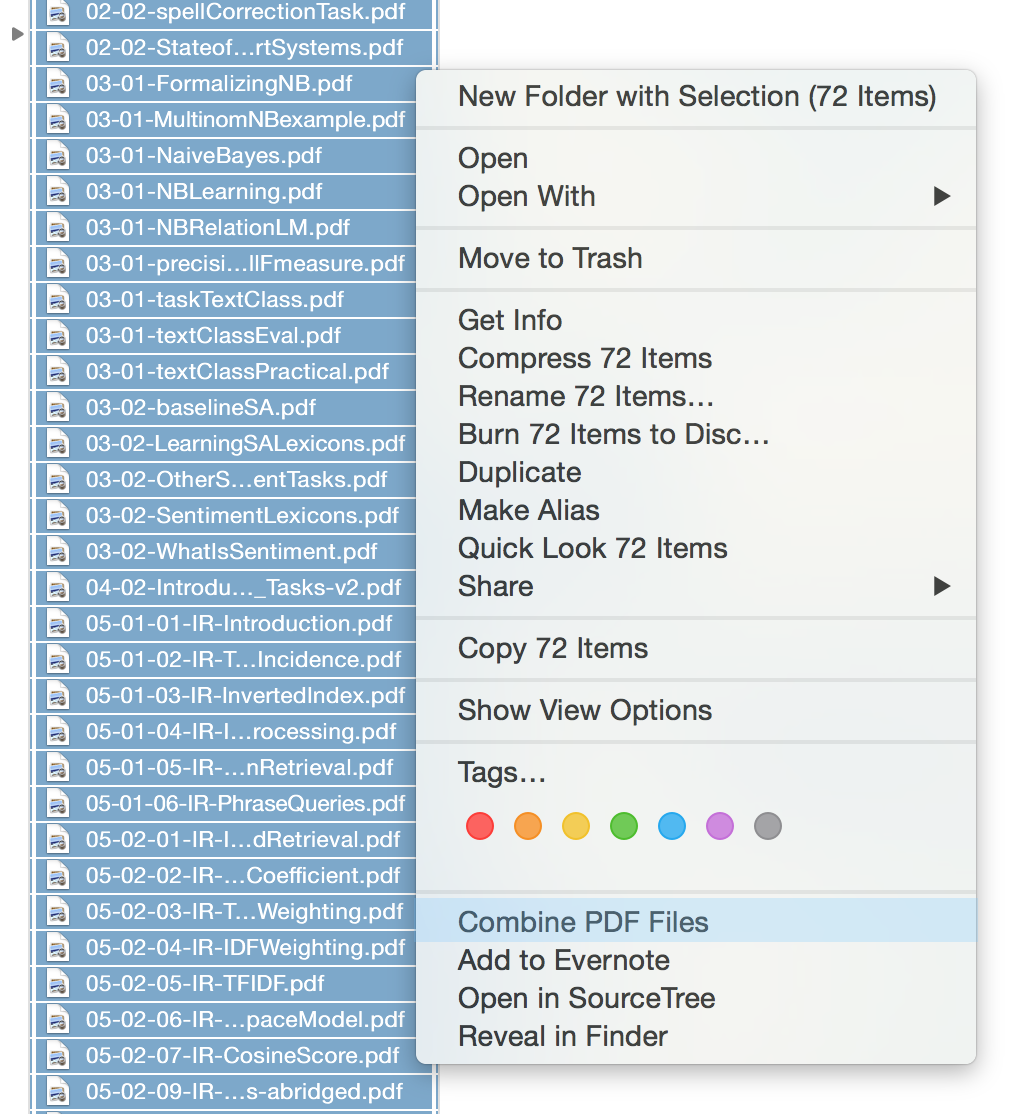 02-02-spellCorrectionTask.pdf
02-02-Stateof...rtSystems.pdf
03-01-FormalizingNB.pdf
03-01-MultinomNBexample.pdf
03-01-NaiveBayes.pdf
03-01-NBLearning.pdf
03-01-NBRelationLM.pdf
03-01-precisi...llFmeasure.pdf
03-01-taskTextClass.pdf
03-01-textClassEval.pdf
03-01-textClassPractical.pdf
03-02-baselineSA.pdf
03-02-LearningSALexicons.pdf
03-02-OtherS...entTasks.pdf
03-02-SentimentLexicons.pdf
03-02-WhatIsSentiment.pdf
04-02-Introdu..._Tasks-v2.pdf
05-01-01-IR-Introduction.pdf
05-01-02-IR-T...Incidence.pdf
05-01-03-IR-InvertedIndex.pdf
05-01-04-IR-I...rocessing.pdf
05-01-05-IR-...nRetrieval.pdf
05-01-06-IR-PhraseQueries.pdf
05-02-01-IR-I...dRetrieval.pdf
05-02-02-IR-...Coefficient.pdf
05-02-03-IR-T...Weighting.pdf
05-02-04-IR-IDFWeighting.pdf
05-02-05-IR-TFIDF.pdf
05-02-06-IR-...paceModel.pdf
05-02-07-IR-CosineScore.pdf
05-02-09-IR-...s-abridged.pdf
New Folder with Selection (72 Items)
Open
Open With
Move to Trash
Get Info
Compress 72 Items
Rename 72 Items...
Burn 72 Items to Disc...
Duplicate
Make Alias
Quick Look 72 Items
Share
Copy 72 Items
Show View Options
Tags...
Combine PDF Files
Add to Evernote
Open in SourceTree
Reveal in Finder